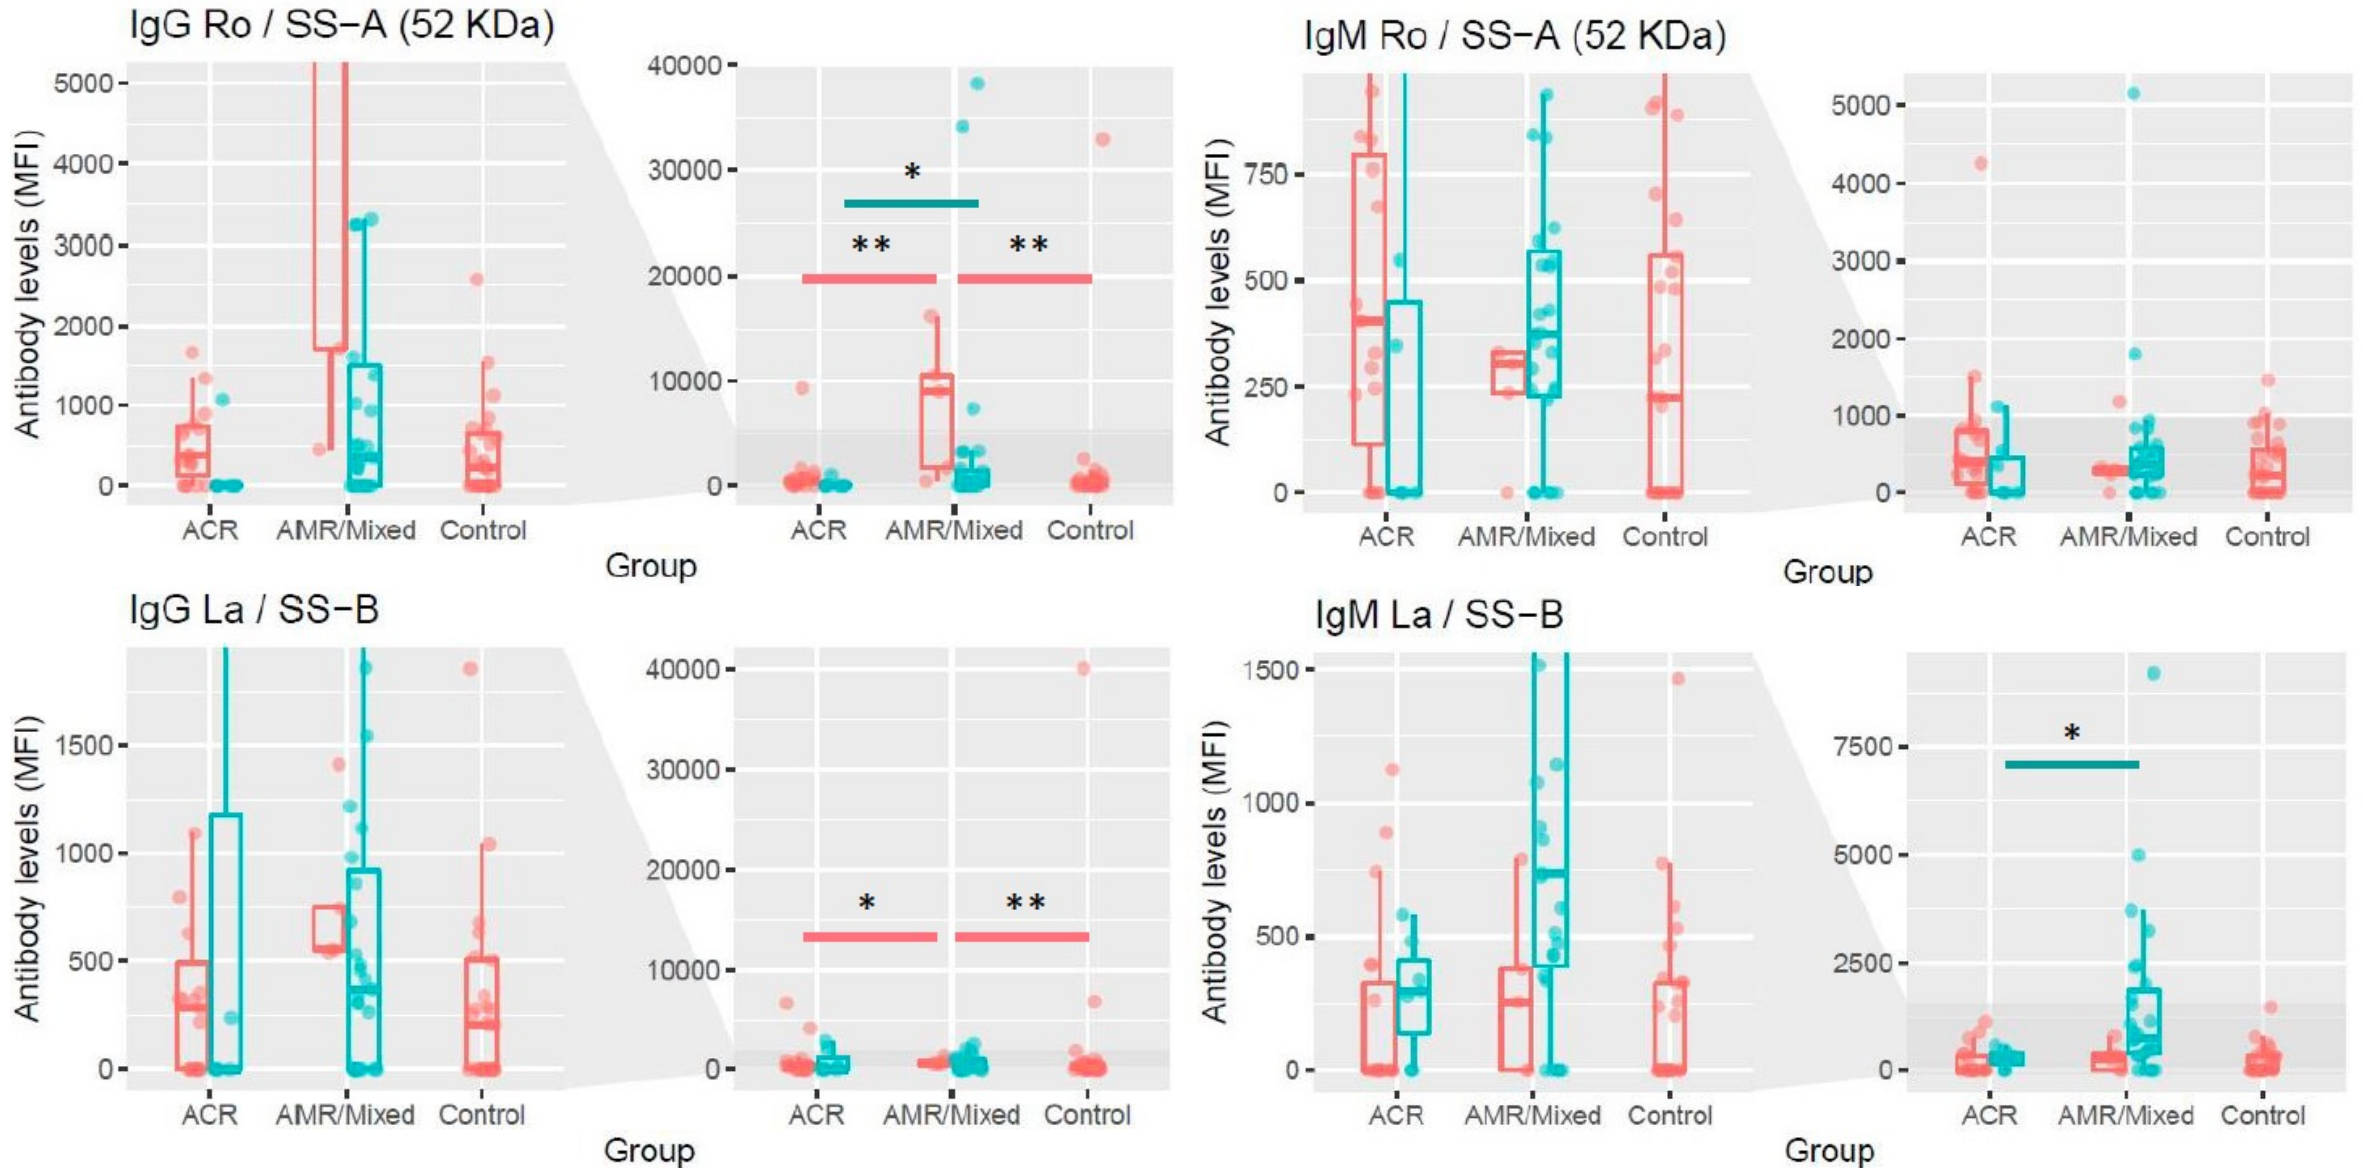 IgG Ro / SS−A (52 KDa)
Antibody levels (MFI)
5000
4000
3000
2000
1000
0
ACR AMR/Mixed Control
40000
30000
20000
10000
0
*
** **
ACR AMR/Mixed Control
Group
IgM Ro / SS−A (52 KDa)
Antibody levels (MFI)
750
500
250
0
ACR AMR/Mixed Control
5000
4000
3000
2000
1000
0
ACR AMR/Mixed Control
Group
IgG La / SS−B
Antibody levels (MFI)
1500
1000
500
0
ACR AMR/Mixed Control
40000
30000
20000
10000
0
* **
ACR AMR/Mixed Control
Group
IgM La / SS−B
Antibody levels (MFI)
1500
1000
500
0
ACR AMR/Mixed Control
7500
5000
2500
0
*
ACR AMR/Mixed Control
Group